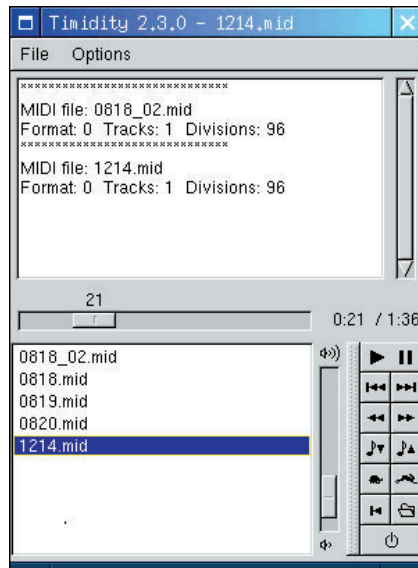 Timidity 2.3.0 - 1214.mid
File Options
******************************
MIDI file: 0818_02.mid
Format: 0 Tracks: 1 Divisions: 96
******************************
MIDI file: 1214.mid
Format: 0 Tracks: 1 Divisions: 96
21
0:21 / 1:36
0818_02.mid
0818.mid
0819.mid
0820.mid
1214.mid